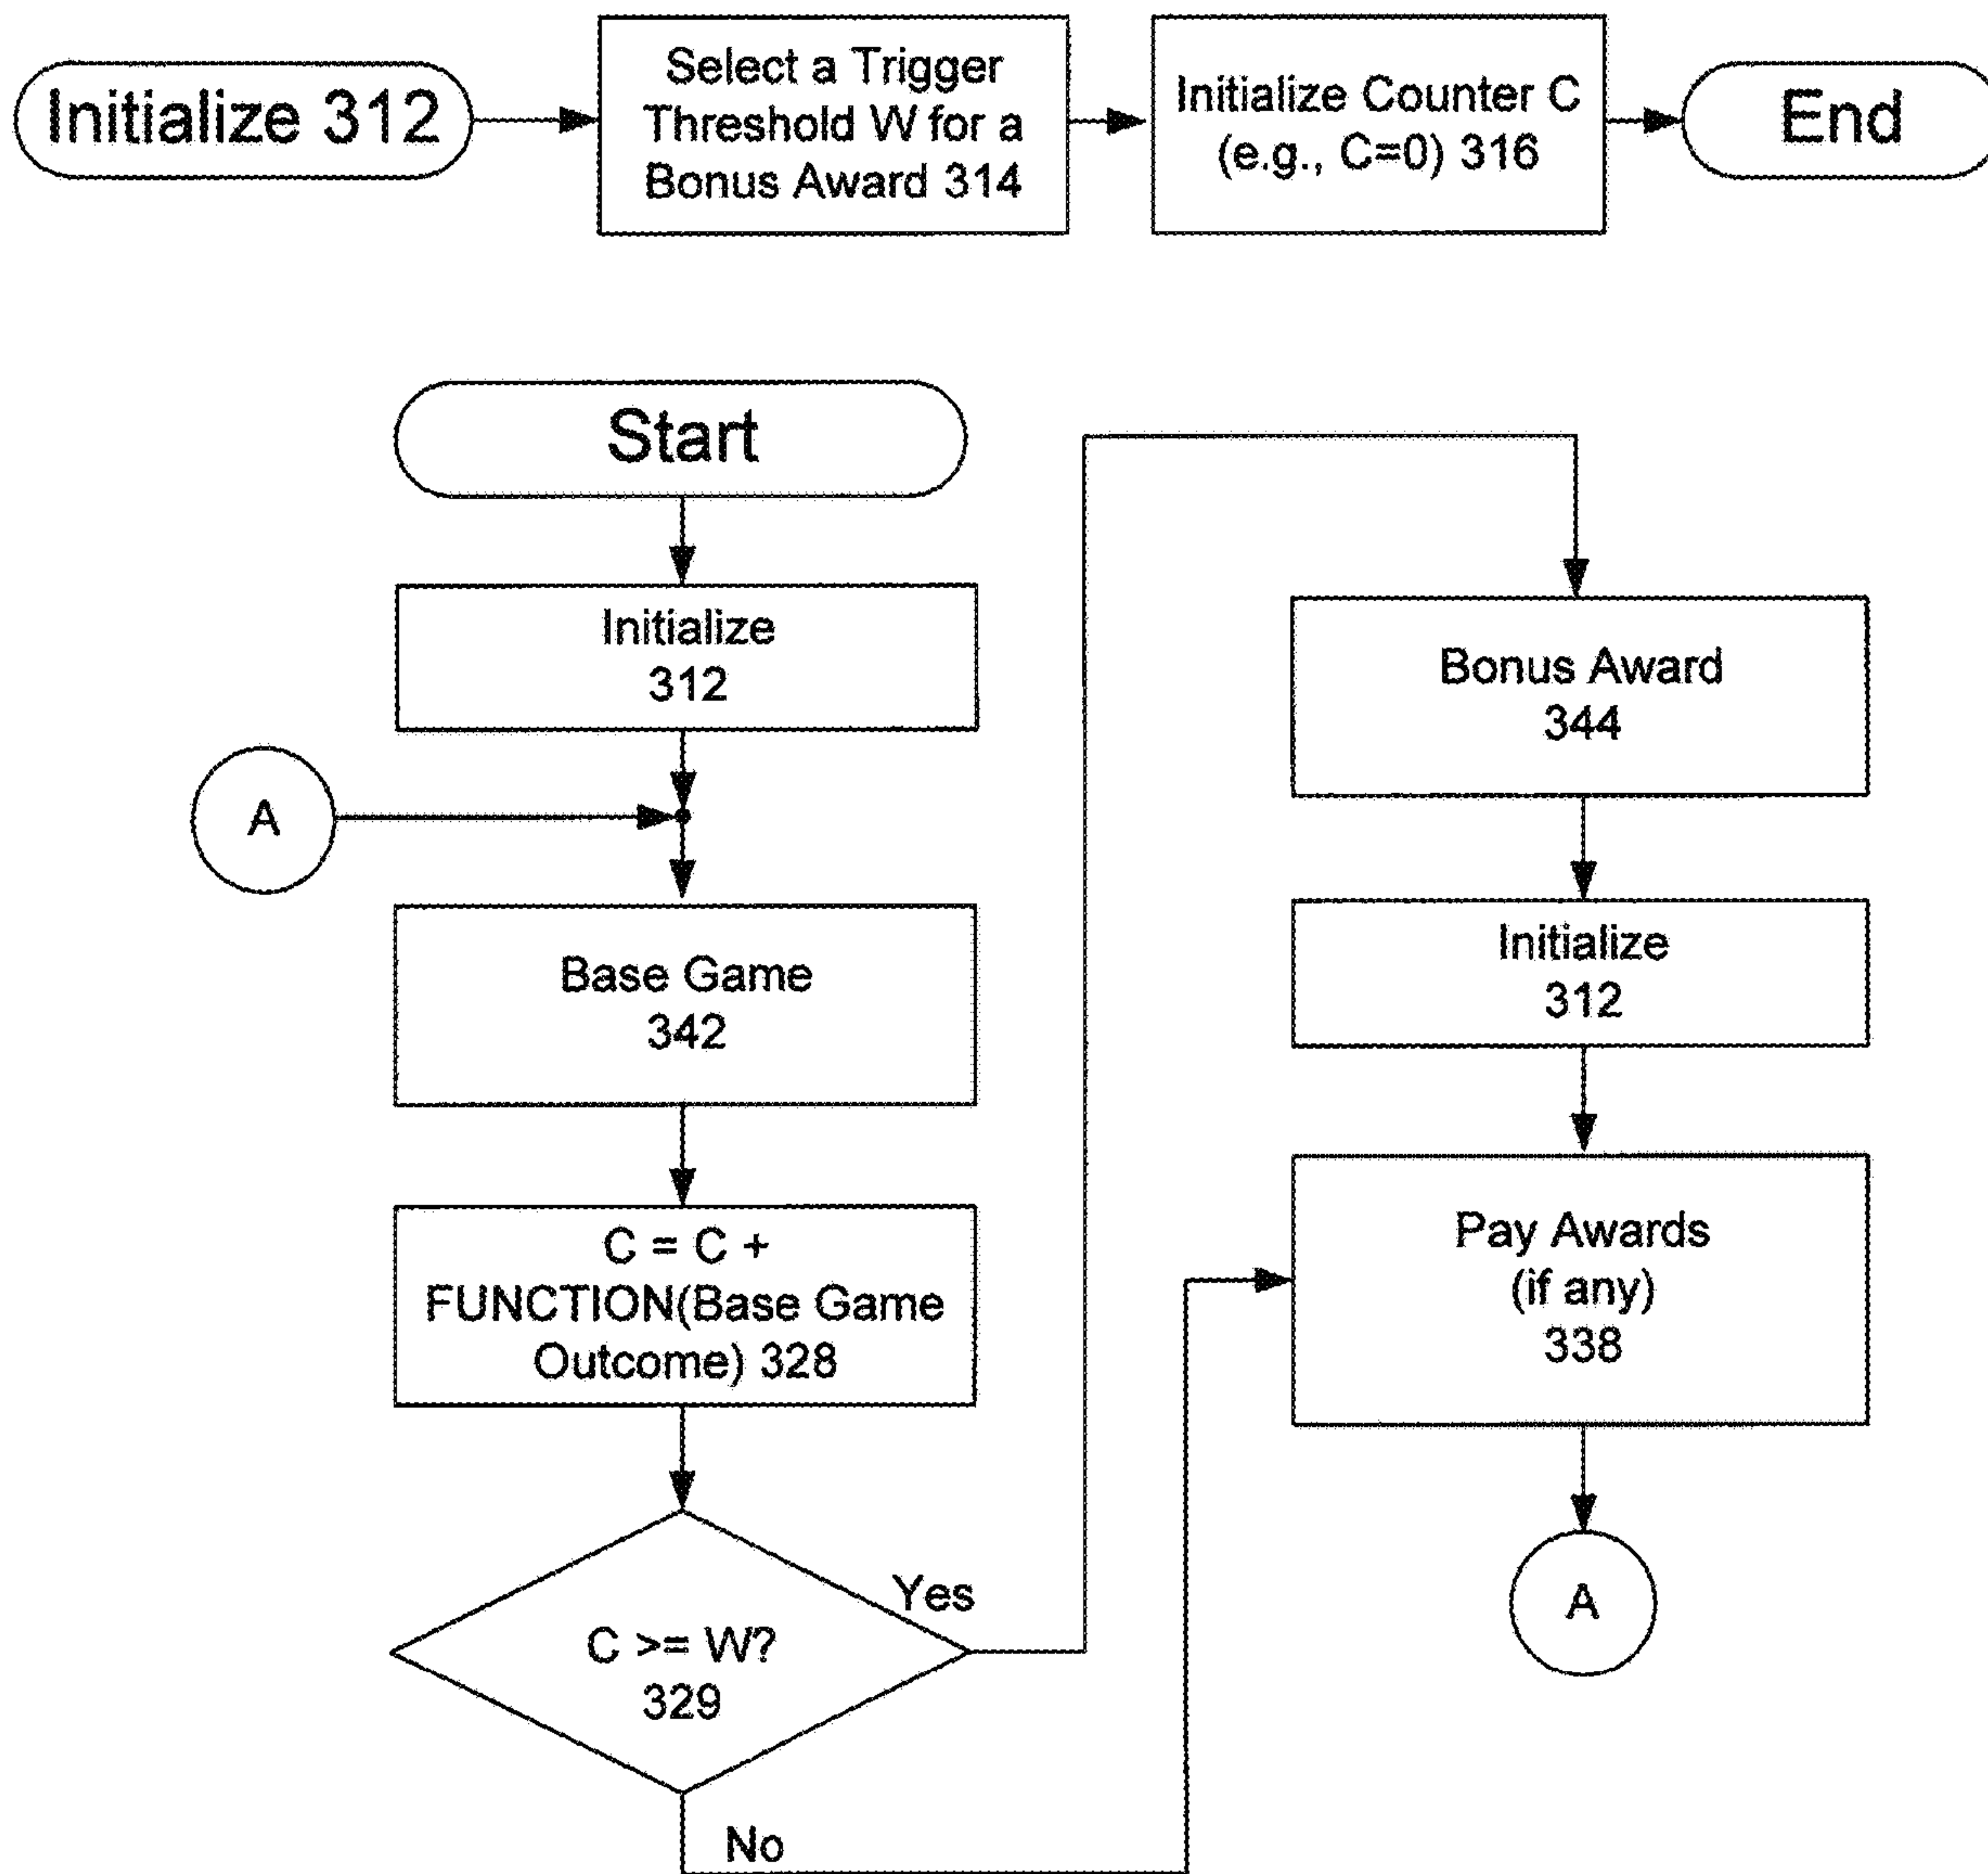 Initialize 312
Select a Trigger
Threshold W for a
Bonus Award 314
Initialize Counter C
(e.g., C=0) 316
End
Start
Initialize
312
A
Base Game
342
C = C +
FUNCTION(Base Game
Outcome) 328
C >= W?
329
Yes
No
Bonus Award
344
Initialize
312
Pay Awards
(if any)
338
A